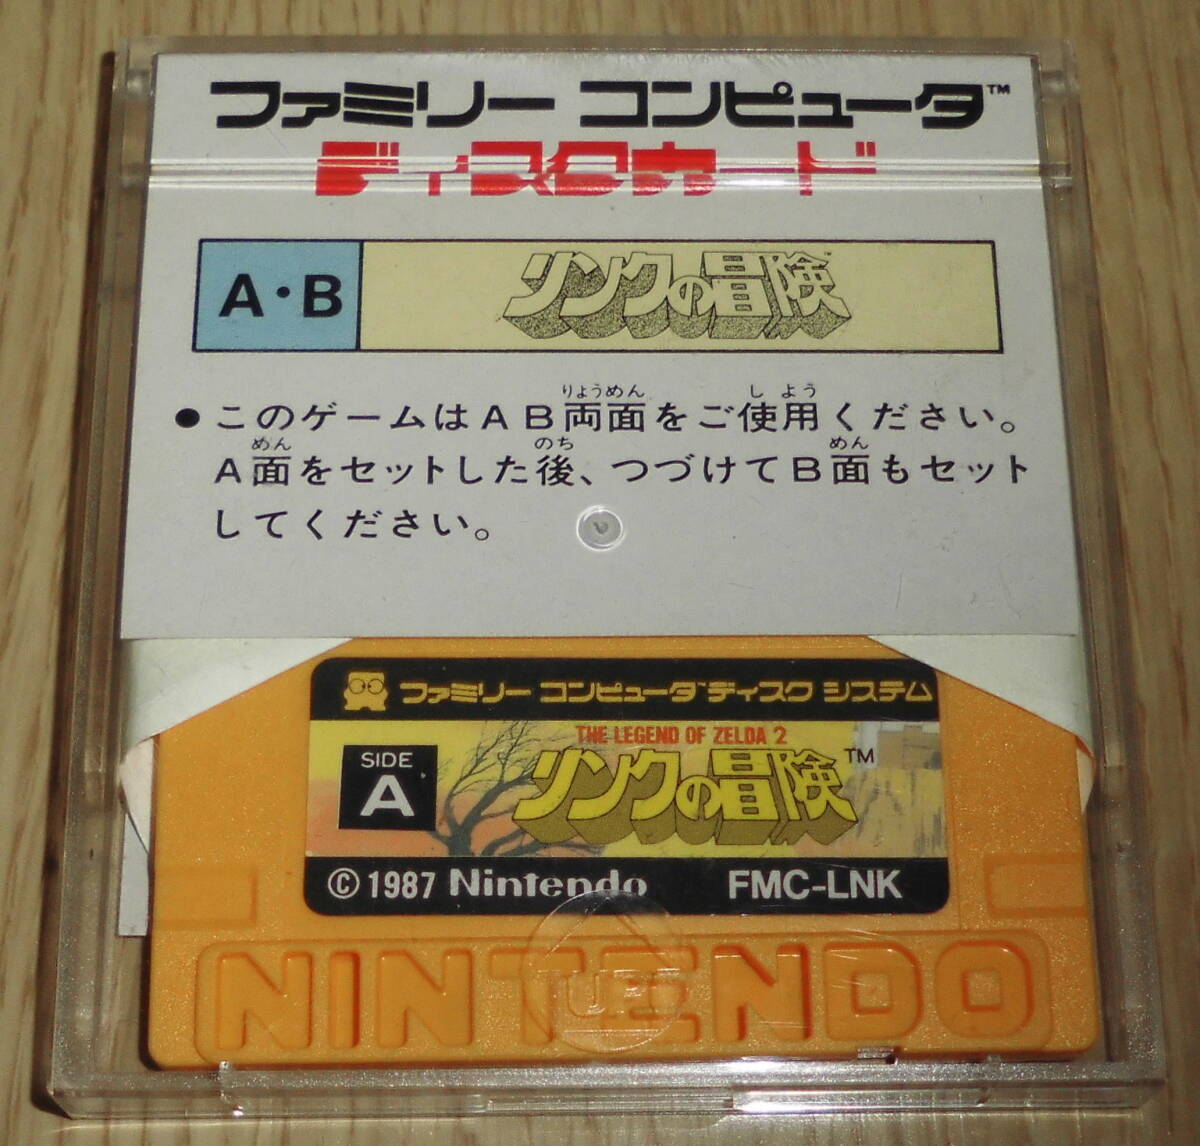 ファミリー コンピュータ™
ディスクカード
A・B
リンクの冒険
りょうめん しよう
●このゲームはAB両面をご使用ください。
めん のち めん
A面をセットした後、つづけてB面もセット
してください。
ファミリー コンピュータ™ ディスク システム
THE LEGEND OF ZELDA 2
SIDE
A
リンクの冒険™
© 1987 Nintendo FMC-LNK
NINTENDO